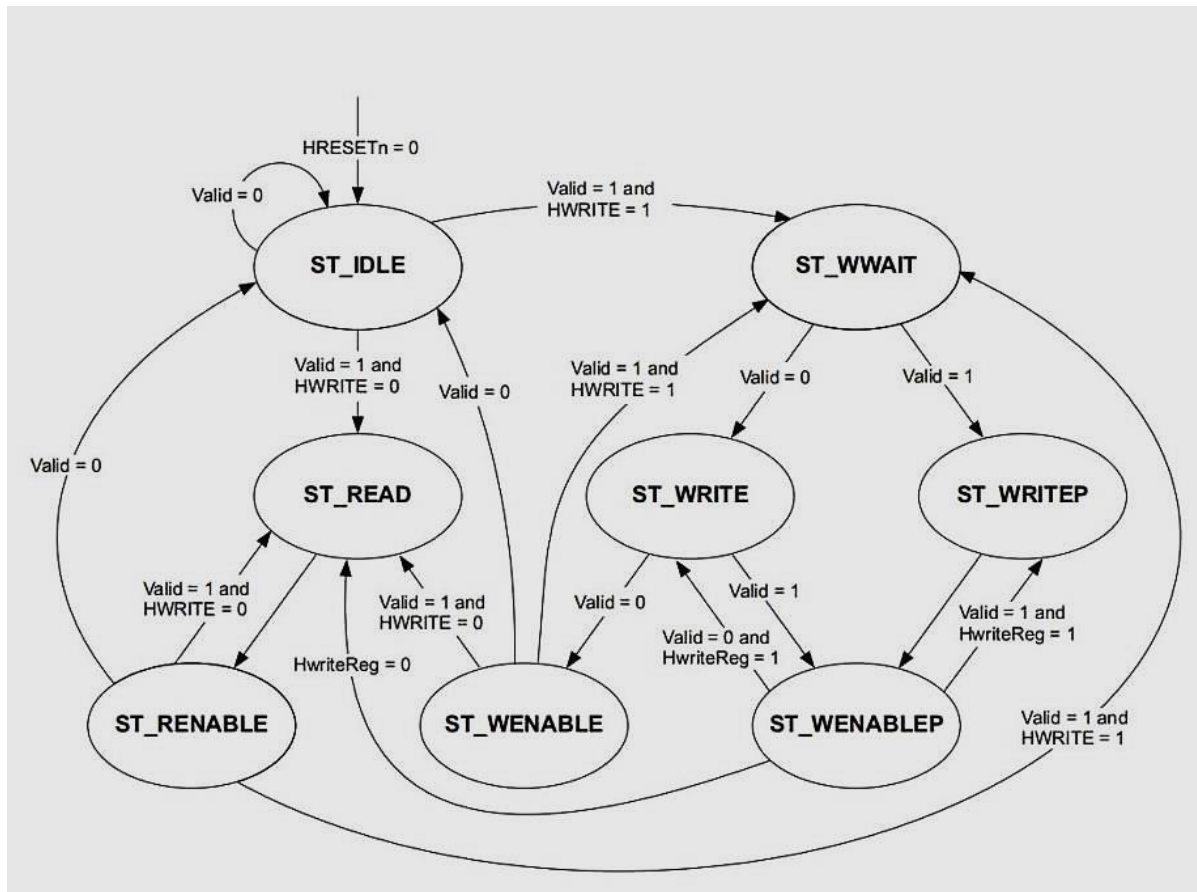 HRESETn = 0
Valid = 0
Valid = 1 and
HWRITE = 1
ST_IDLE
ST_WWAIT
Valid = 1 and
HWRITE = 0
Valid = 0
Valid = 1 and
HWRITE = 1
Valid = 0
Valid = 1
Valid = 0
ST_READ
ST_WRITE
ST_WRITEP
Valid = 1 and
HWRITE = 0
Valid = 1 and
HWRITE = 0
Valid = 0
Valid = 1
Valid = 1 and
HwriteReg = 1
Valid = 0 and
HwriteReg = 1
HwriteReg = 0
ST_RENABLE
ST_WENABLE
ST_WENABLEP
Valid = 1 and
HWRITE = 1